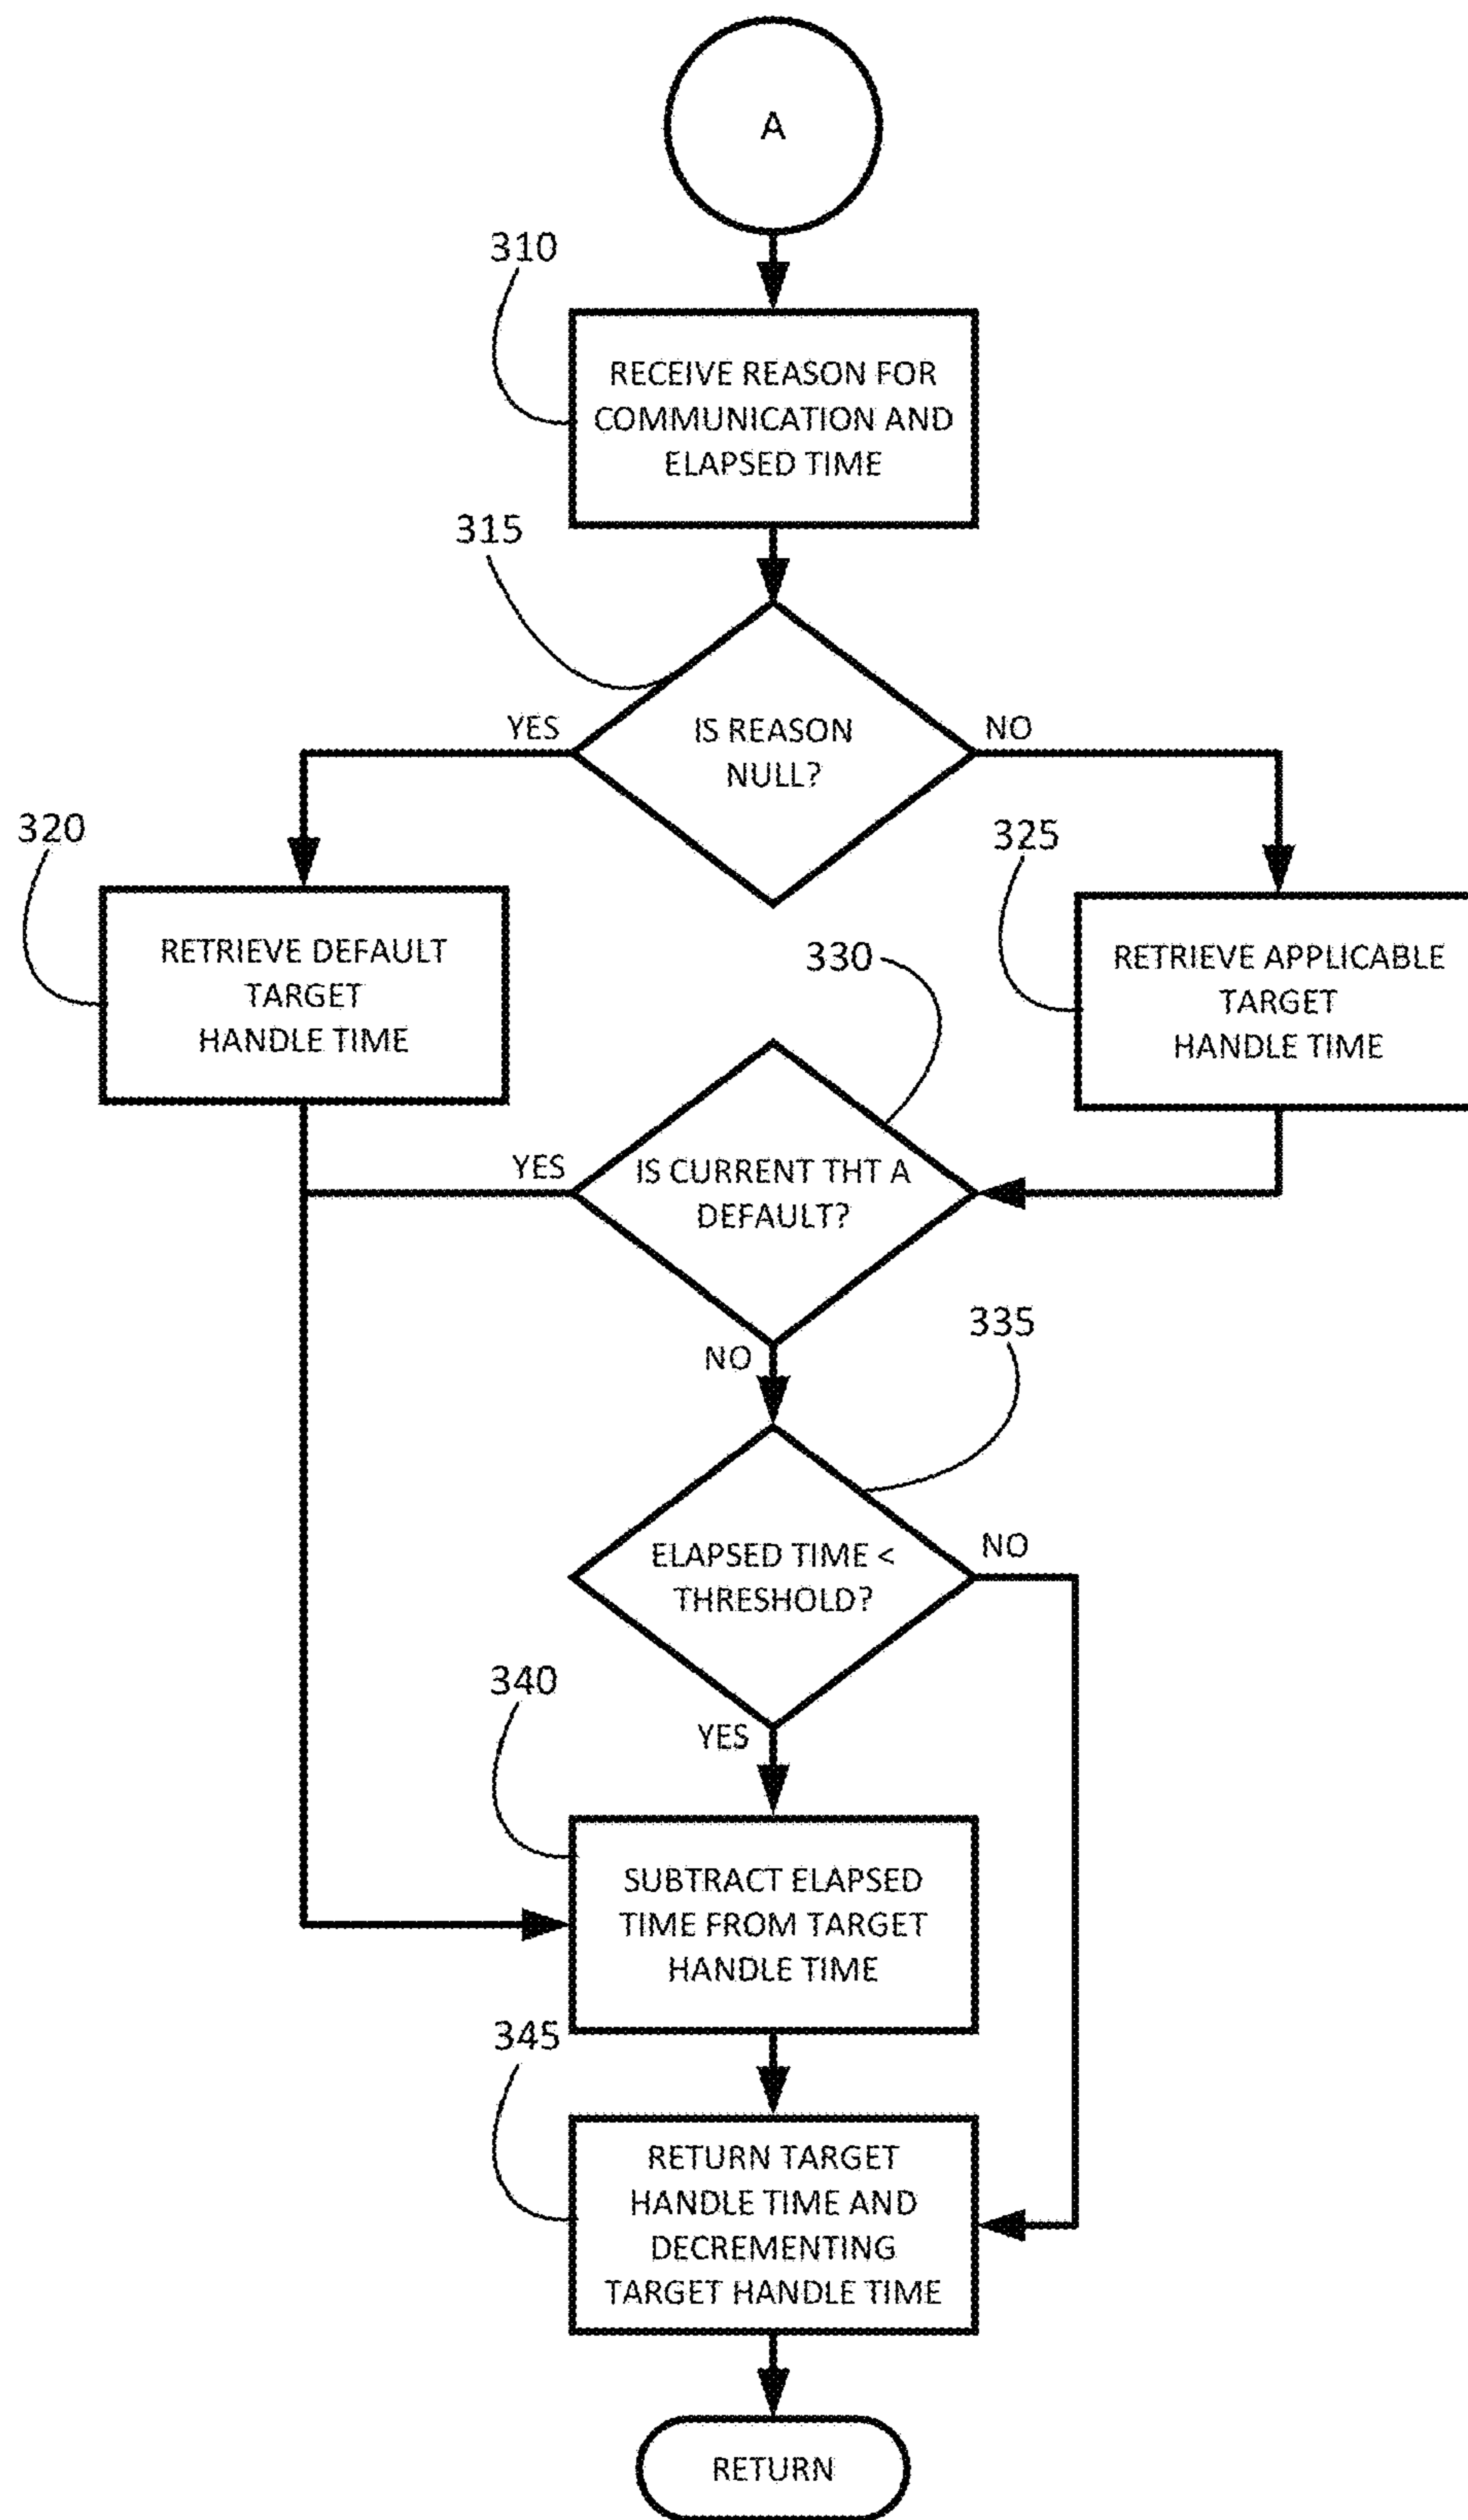 A
310
RECEIVE REASON FOR
COMMUNICATION AND
ELAPSED TIME
315
IS REASON
NULL?
YES
NO
320
RETRIEVE DEFAULT
TARGET
HANDLE TIME
325
RETRIEVE APPLICABLE
TARGET
HANDLE TIME
330
IS CURRENT THT A
DEFAULT?
YES
NO
335
ELAPSED TIME <
THRESHOLD?
NO
YES
340
SUBTRACT ELAPSED
TIME FROM TARGET
HANDLE TIME
345
RETURN TARGET
HANDLE TIME AND
DECREMENTING
TARGET HANDLE TIME
RETURN